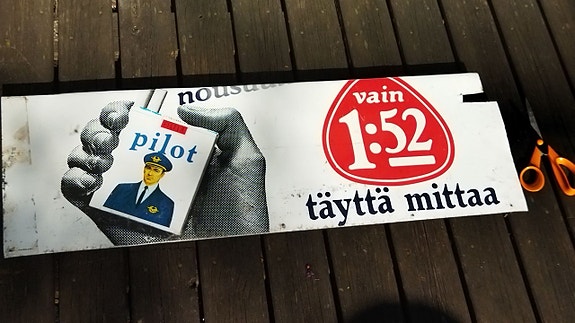 pilot
vain
1:52
täyttä mittaa